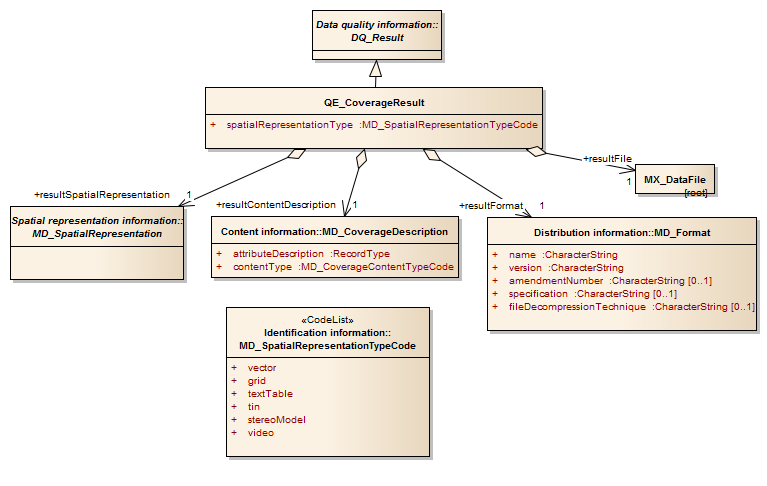 Data quality information::
DQ_Result
QE_CoverageResult
+ spatialRepresentationType :MD_SpatialRepresentationTypeCode
+resultSpatialRepresentation 1
+resultContentDescription 1
+resultFormat 1
+resultFile
1
MX_DataFile
{root}
Spatial representation information::
MD_SpatialRepresentation
Content information::MD_CoverageDescription
+ attributeDescription :RecordType
+ contentType :MD_CoverageContentTypeCode
Distribution information::MD_Format
+ name :CharacterString
+ version :CharacterString
+ amendmentNumber :CharacterString [0..1]
+ specification :CharacterString [0..1]
+ fileDecompressionTechnique :CharacterString [0..1]
«CodeList»
Identification information::
MD_SpatialRepresentationTypeCode
+ vector
+ grid
+ textTable
+ tin
+ stereoModel
+ video